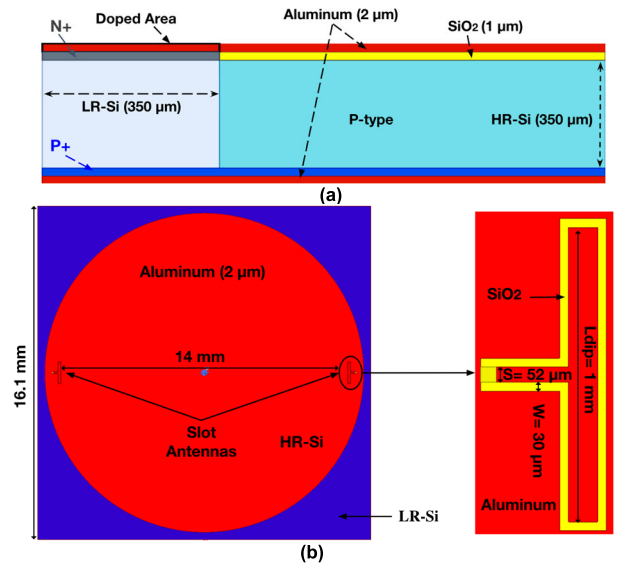 N+
Doped Area
Aluminum (2 µm)
SiO₂ (1 µm)
LR-Si (350 µm)
P-type
HR-Si (350 µm)
P+
(a)
16.1 mm
Aluminum (2 µm)
14 mm
Slot
Antennas
HR-Si
LR-Si
SiO2
S= 52 µm
Ldip= 1 mm
W= 30 µm
Aluminum
(b)